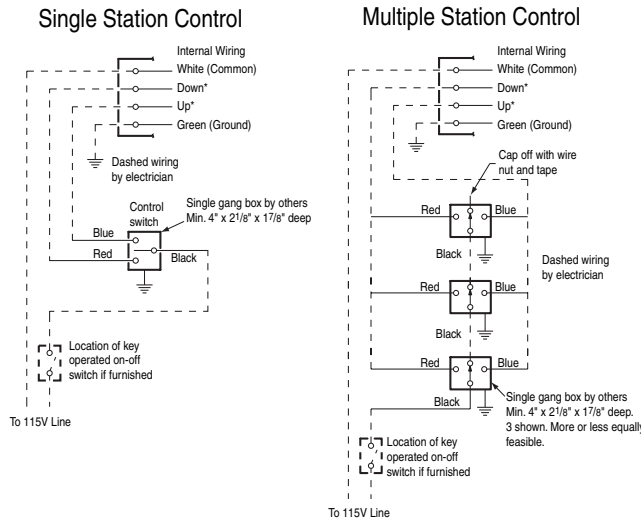 Single Station Control
Internal Wiring
White (Common)
Down*
Up*
Green (Ground)
Dashed wiring
by electrician
Control
switch
Single gang box by others
Min. 4" x 21/8" x 17/8" deep
Blue
Red
Black
Location of key
operated on-off
switch if furnished
To 115V Line
Multiple Station Control
Internal Wiring
White (Common)
Down*
Up*
Green (Ground)
Cap off with wire
nut and tape
Red
Blue
Black
Dashed wiring
by electrician
Red
Blue
Black
Red
Blue
Black
Single gang box by others
Min. 4" x 21/8" x 17/8" deep.
3 shown. More or less equally
feasible.
Location of key
operated on-off
switch if furnished
To 115V Line